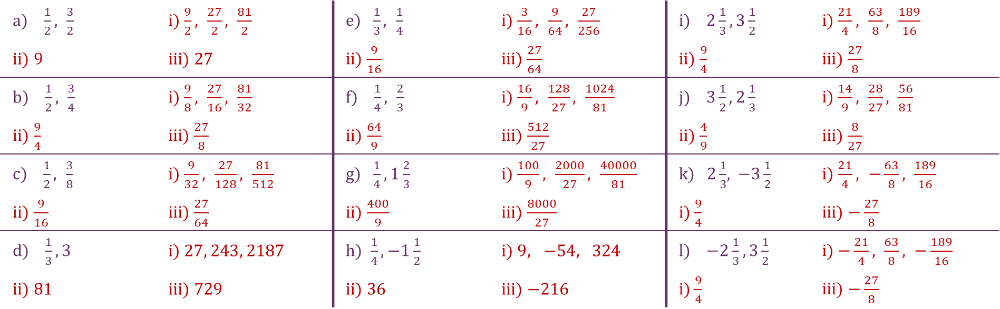 a) 1/2, 3/2 i) 9/2, 27/2, 81/2
ii) 9 iii) 27
b) 1/2, 3/4 i) 9/8, 27/16, 81/32
ii) 9/4 iii) 27/8
c) 1/2, 3/8 i) 9/32, 27/128, 81/512
ii) 9/16 iii) 27/64
d) 1/3, 3 i) 27, 243, 2187
ii) 81 iii) 729
e) 1/3, 1/4 i) 3/16, 9/64, 27/256
ii) 9/16 iii) 27/64
f) 1/4, 2/3 i) 16/9, 128/27, 1024/81
ii) 64/9 iii) 512/27
g) 1/4, 1 2/3 i) 100/9, 2000/27, 40000/81
ii) 400/9 iii) 8000/27
h) 1/4, −1 1/2 i) 9, −54, 324
ii) 36 iii) −216
i) 2 1/3, 3 1/2 i) 21/4, 63/8, 189/16
ii) 9/4 iii) 27/8
j) 3 1/2, 2 1/3 i) 14/9, 28/27, 56/81
ii) 4/9 iii) 8/27
k) 2 1/3, −3 1/2 i) 21/4, −63/8, 189/16
i) 9/4 iii) −27/8
l) −2 1/3, 3 1/2 i) −21/4, 63/8, −189/16
i) 9/4 iii) −27/8